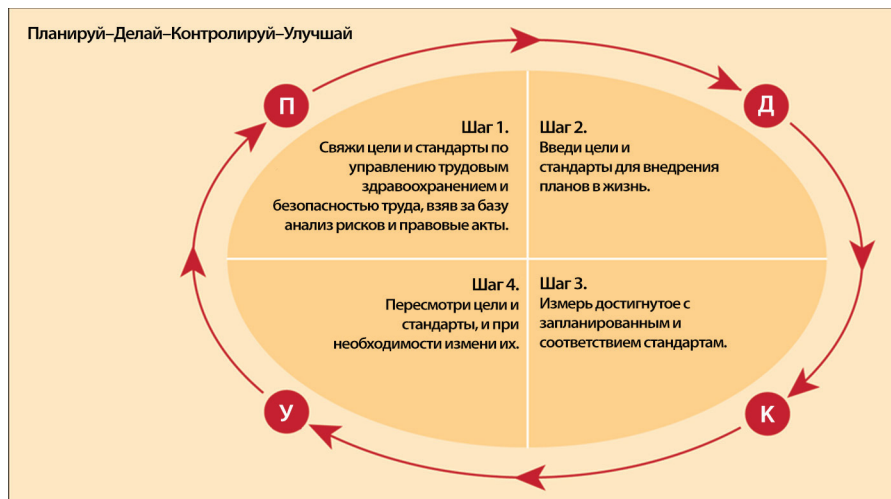 Планируй–Делай–Контролируй–Улучшай
П
Д
Шаг 1.
Свяжи цели и стандарты по
управлению трудовым
здравоохранением и
безопасностью труда, взяв за базу
анализ рисков и правовые акты.
Шаг 2.
Введи цели и
стандарты для внедрения
планов в жизнь.
Шаг 4.
Пересмотри цели и
стандарты, и при
необходимости измени их.
Шаг 3.
Измерь достигнутое с
запланированным и
соответствием стандартам.
У
К